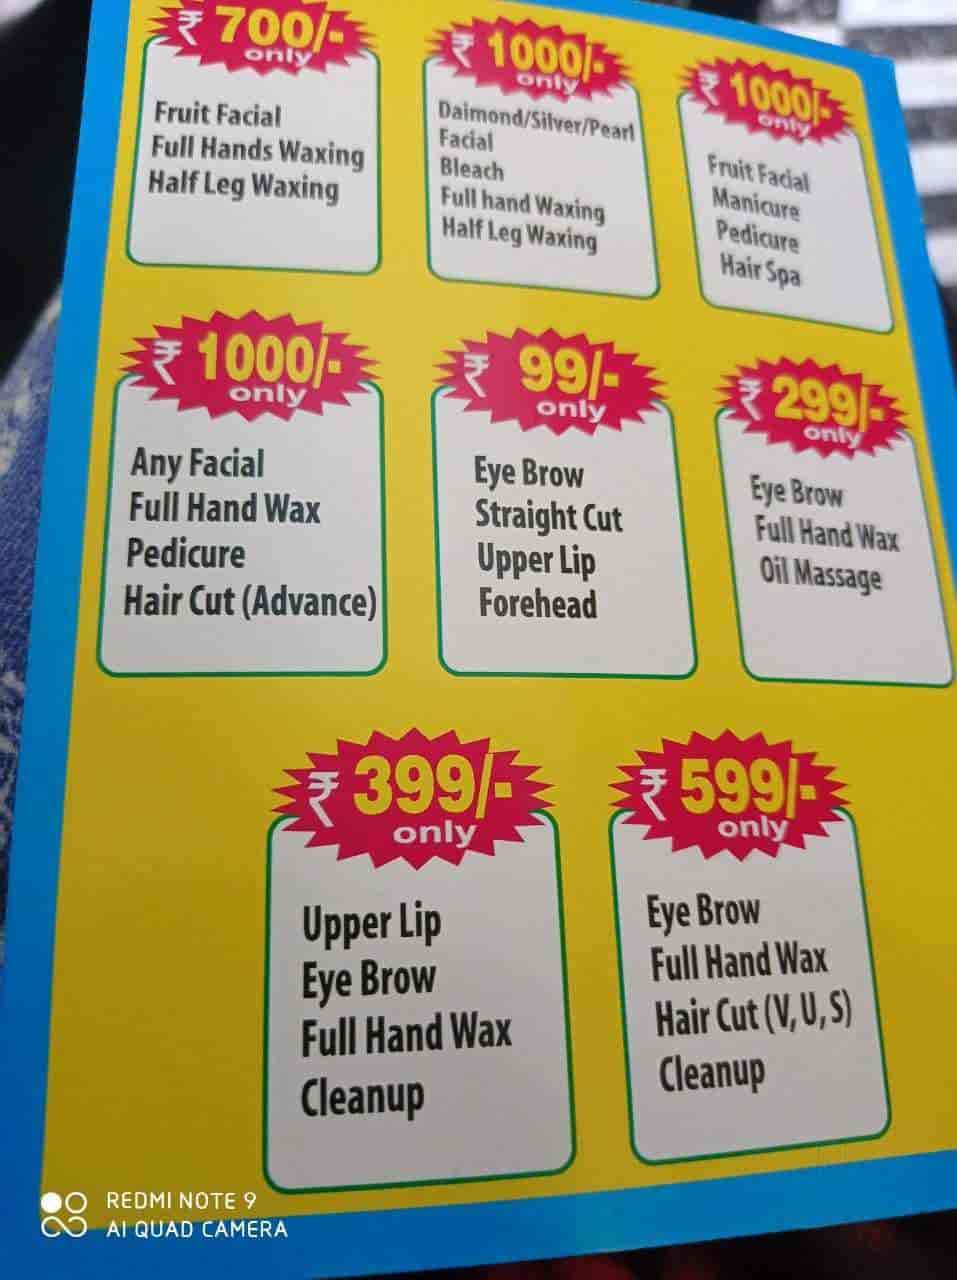 ₹ 700/-
only
Fruit Facial
Full Hands Waxing
Half Leg Waxing
₹ 1000/-
only
Daimond/Silver/Pearl
Facial
Bleach
Full hand Waxing
Half Leg Waxing
₹ 1000/-
only
Fruit Facial
Manicure
Pedicure
Hair Spa
₹ 1000/-
only
Any Facial
Full Hand Wax
Pedicure
Hair Cut (Advance)
₹ 99/-
only
Eye Brow
Straight Cut
Upper Lip
Forehead
₹ 299/-
only
Eye Brow
Full Hand Wax
Oil Massage
₹ 399/-
only
Upper Lip
Eye Brow
Full Hand Wax
Cleanup
₹ 599/-
only
Eye Brow
Full Hand Wax
Hair Cut (V, U, S)
Cleanup
REDMI NOTE 9
AI QUAD CAMERA